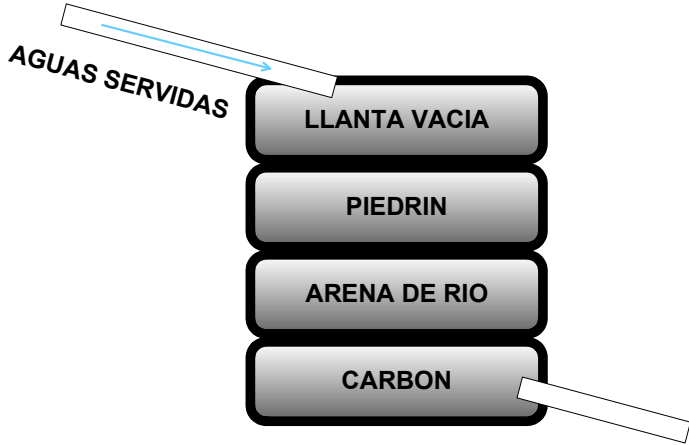 AGUAS SERVIDAS
LLANTA VACIA
PIEDRIN
ARENA DE RIO
CARBON